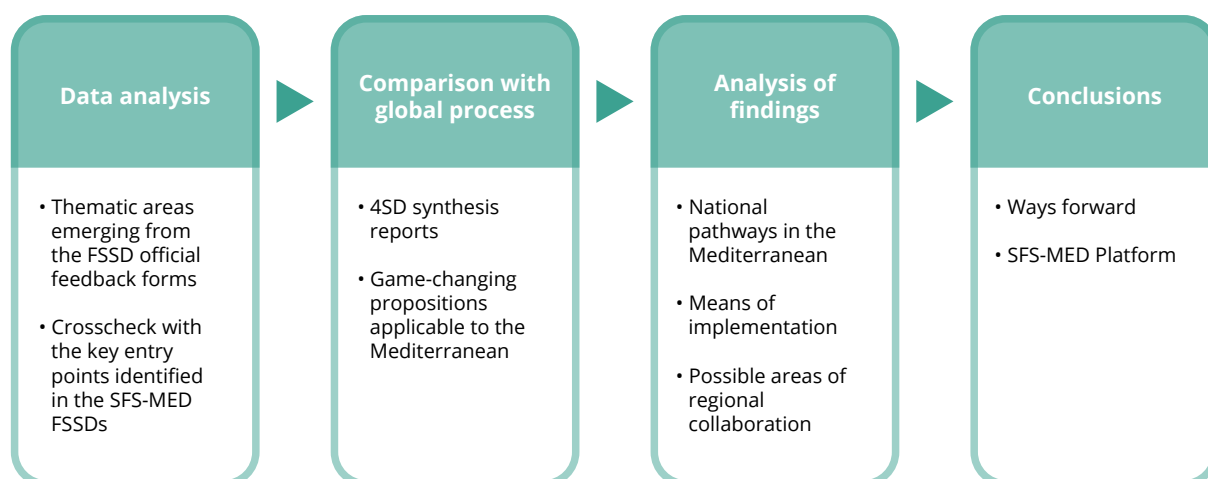 Data analysis
• Thematic areas
emerging from
the FSSD official
feedback forms
• Crosscheck with
the key entry
points identified
in the SFS-MED
FSSDs
Comparison with
global process
• 4SD synthesis
reports
• Game-changing
propositions
applicable to the
Mediterranean
Analysis of
findings
• National
pathways in the
Mediterranean
• Means of
implementation
• Possible areas of
regional
collaboration
Conclusions
• Ways forward
• SFS-MED Platform